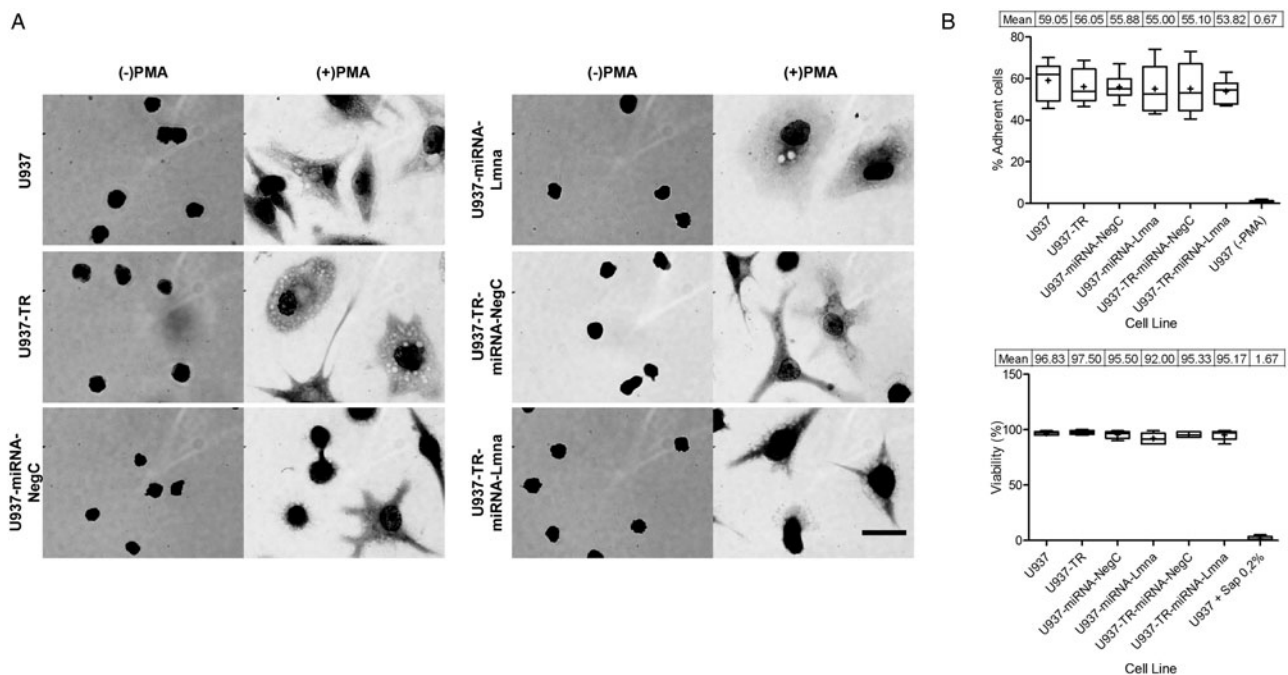 A
(-)PMA
(+)PMA
(-)PMA
(+)PMA
U937
U937-TR
U937-miRNA-
NegC
U937-miRNA-
Lmna
U937-TR-
miRNA-NegC
U937-TR-
miRNA-Lmna
B
Mean 59.05 56.05 55.88 55.00 55.10 53.82 0.67
% Adherent cells
80
60
40
20
0
U937
U937-TR
U937-miRNA-NegC
U937-miRNA-Lmna
U937-TR-miRNA-NegC
U937-TR-miRNA-Lmna
U937 (-PMA)
Cell Line
Mean 96.83 97.50 95.50 92.00 95.33 95.17 1.67
Viability (%)
150
100
50
0
U937
U937-TR
U937-miRNA-NegC
U937-miRNA-Lmna
U937-TR-miRNA-NegC
U937-TR-miRNA-Lmna
U937 + Sap 0,2%
Cell Line